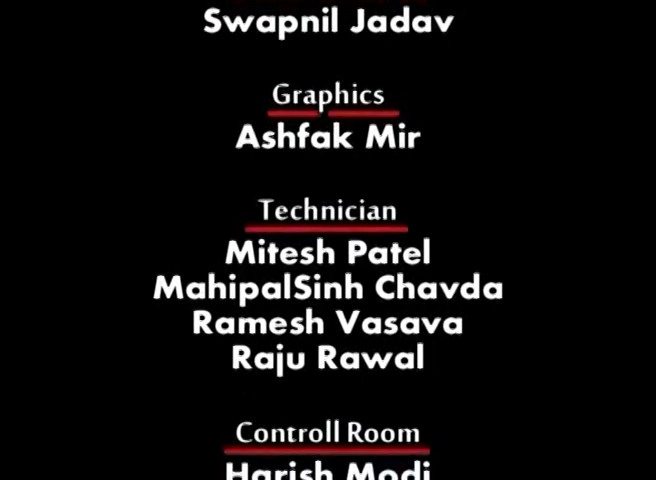 Swapnil Jadav
Graphics
Ashfak Mir
Technician
Mitesh Patel
MahipalSinh Chavda
Ramesh Vasava
Raju Rawal
Controll Room
Harish Modi